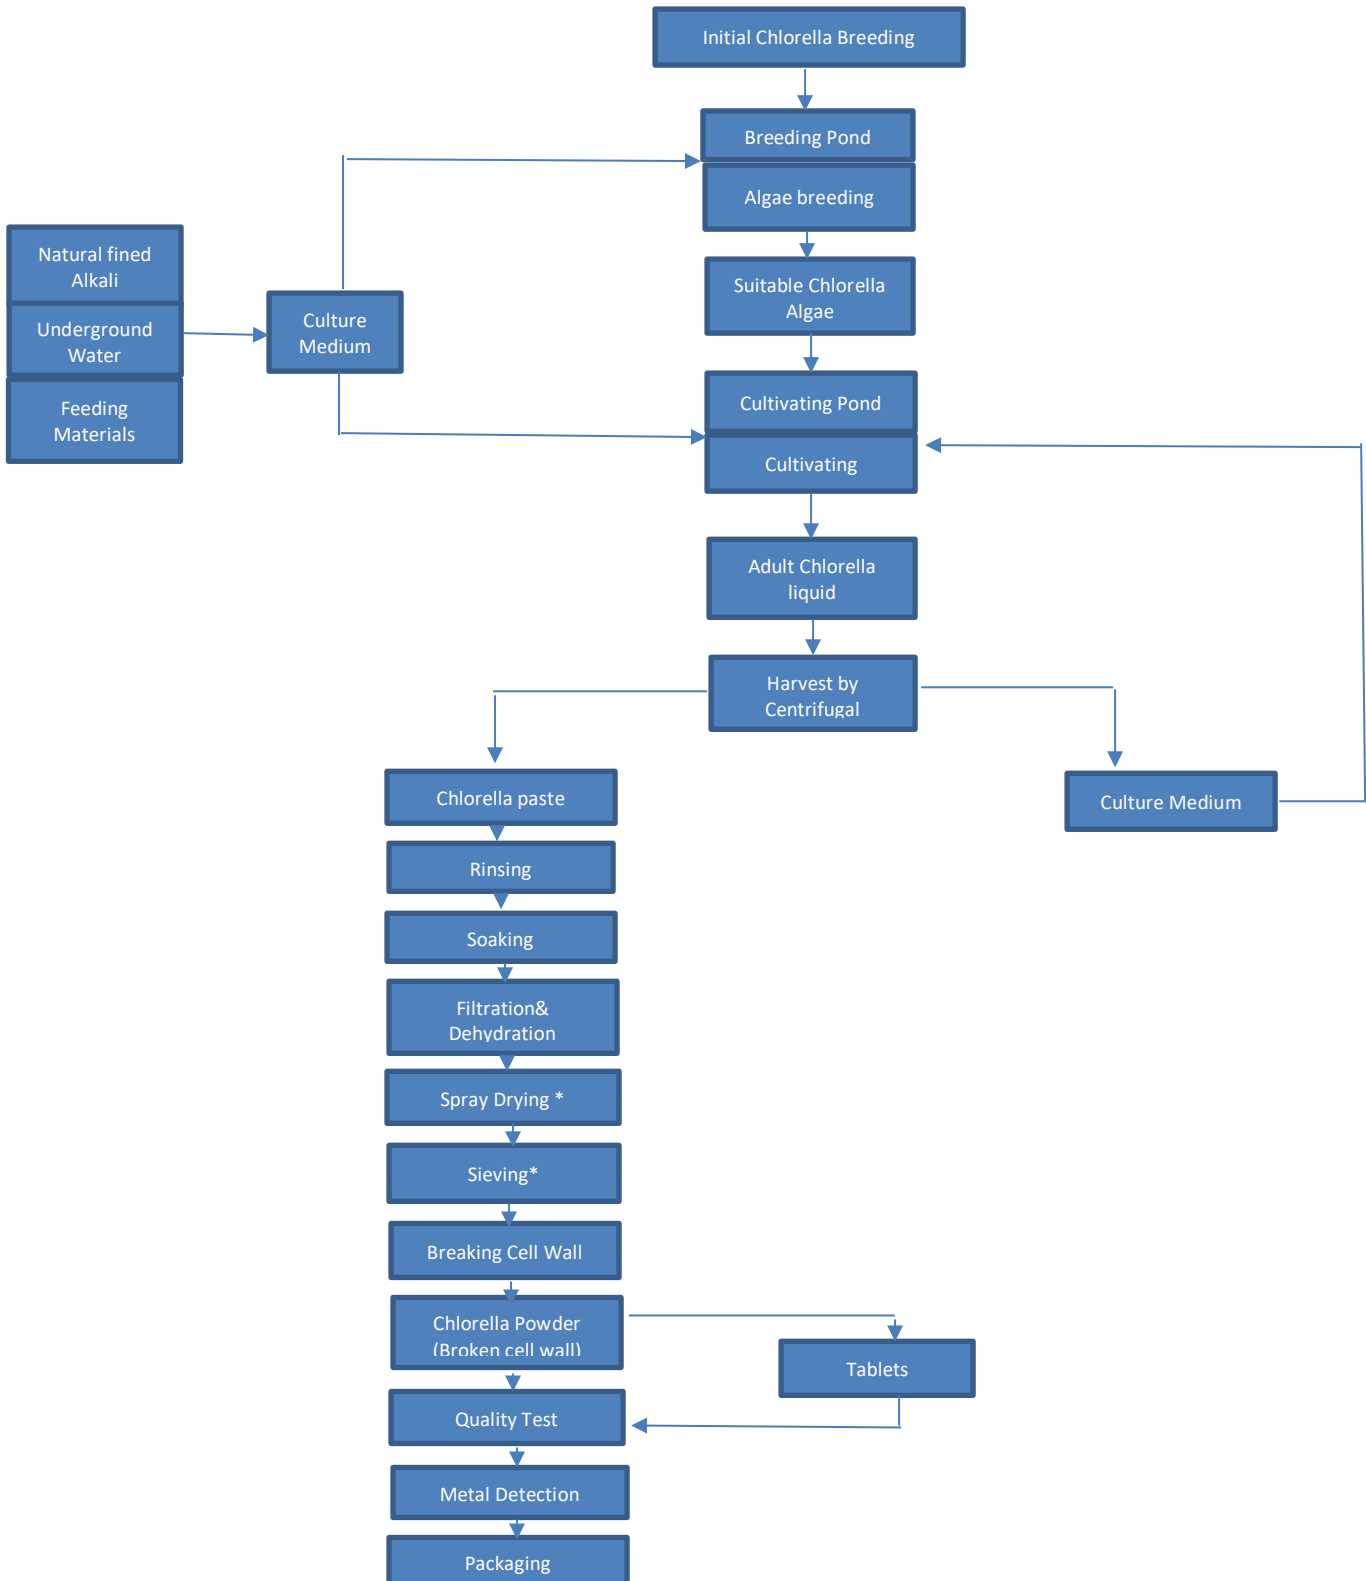 Initial Chlorella Breeding
Breeding Pond
Algae breeding
Natural fined
Alkali
Underground
Water
Feeding
Materials
Culture
Medium
Suitable Chlorella
Algae
Cultivating Pond
Cultivating
Adult Chlorella
liquid
Harvest by
Centrifugal
Chlorella paste
Culture Medium
Rinsing
Soaking
Filtration&
Dehydration
Spray Drying *
Sieving*
Breaking Cell Wall
Chlorella Powder
(Broken cell wall)
Tablets
Quality Test
Metal Detection
Packaging